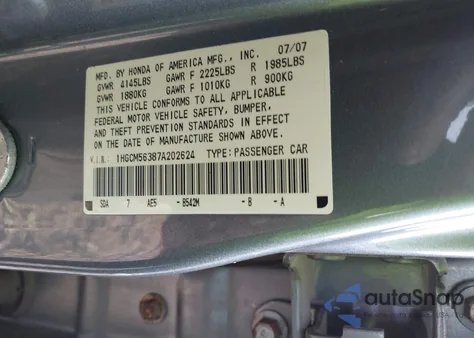 MFD. BY HONDA OF AMERICA MFG., INC. 07/07
GVWR 4145LBS GAWR F 2225LBS R 1985LBS
GVWR 1880KG GAWR F 1010KG R 900KG
THIS VEHICLE CONFORMS TO ALL APPLICABLE
FEDERAL MOTOR VEHICLE SAFETY, BUMPER,
AND THEFT PREVENTION STANDARDS IN EFFECT
ON THE DATE OF MANUFACTURE SHOWN ABOVE.
V.I.N. 1HGCM56387A202624 TYPE:PASSENGER CAR
SDA 7 AE5 -B542M -B -A
autoSnap